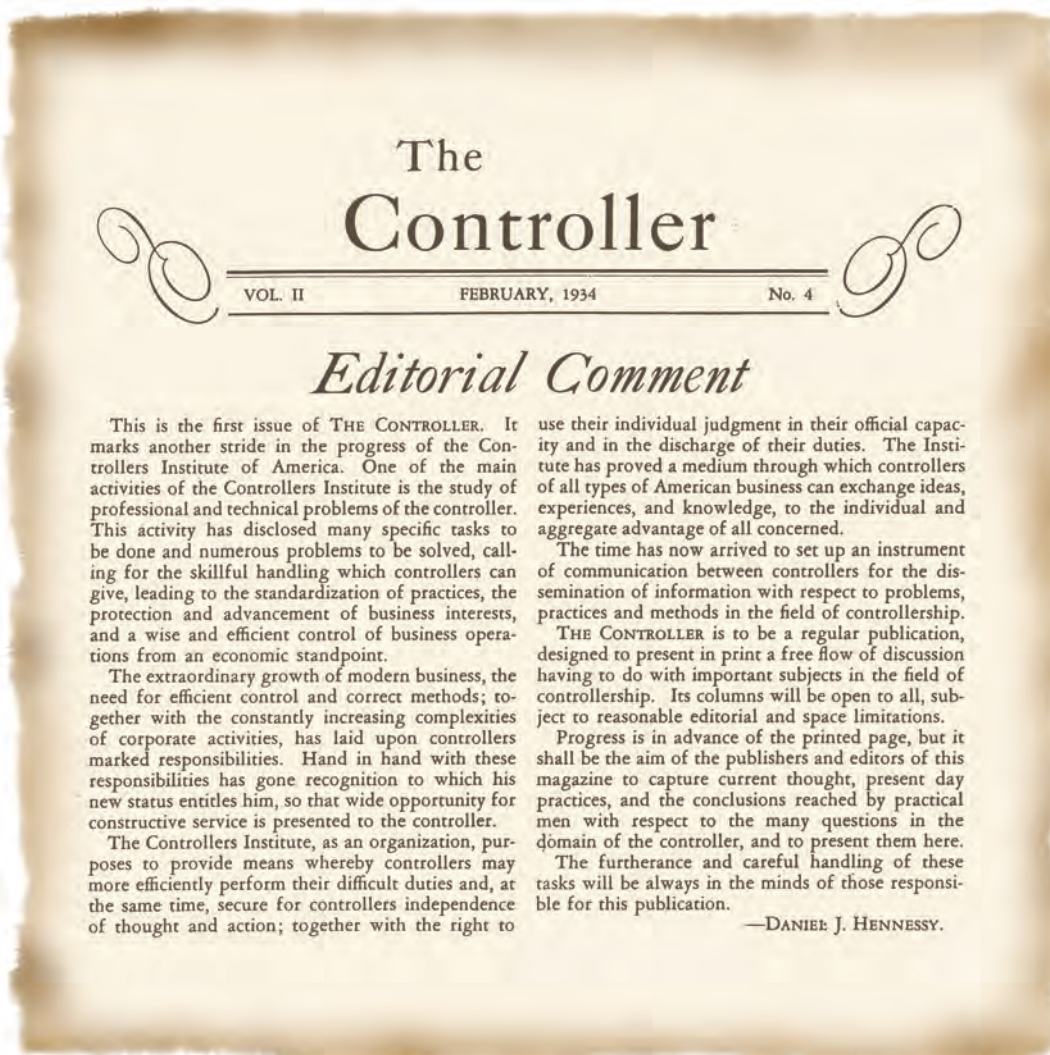 The
Controller
VOL. II FEBRUARY, 1934 No. 4
Editorial Comment
This is the first issue of THE CONTROLLER. It
marks another stride in the progress of the Con-
trollers Institute of America. One of the main
activities of the Controllers Institute is the study of
professional and technical problems of the controller.
This activity has disclosed many specific tasks to
be done and numerous problems to be solved, call-
ing for the skillful handling which controllers can
give, leading to the standardization of practices, the
protection and advancement of business interests,
and a wise and efficient control of business opera-
tions from an economic standpoint.
The extraordinary growth of modern business, the
need for efficient control and correct methods; to-
gether with the constantly increasing complexities
of corporate activities, has laid upon controllers
marked responsibilities. Hand in hand with these
responsibilities has gone recognition to which his
new status entitles him, so that wide opportunity for
constructive service is presented to the controller.
The Controllers Institute, as an organization, pur-
poses to provide means whereby controllers may
more efficiently perform their difficult duties and, at
the same time, secure for controllers independence
of thought and action; together with the right to
use their individual judgment in their official capac-
ity and in the discharge of their duties. The Insti-
tute has proved a medium through which controllers
of all types of American business can exchange ideas,
experiences, and knowledge, to the individual and
aggregate advantage of all concerned.
The time has now arrived to set up an instrument
of communication between controllers for the dis-
semination of information with respect to problems,
practices and methods in the field of controllership.
THE CONTROLLER is to be a regular publication,
designed to present in print a free flow of discussion
having to do with important subjects in the field of
controllership. Its columns will be open to all, sub-
ject to reasonable editorial and space limitations.
Progress is in advance of the printed page, but it
shall be the aim of the publishers and editors of this
magazine to capture current thought, present day
practices, and the conclusions reached by practical
men with respect to the many questions in the
domain of the controller, and to present them here.
The furtherance and careful handling of these
tasks will be always in the minds of those responsi-
ble for this publication.
—DANIEL J. HENNESSY.